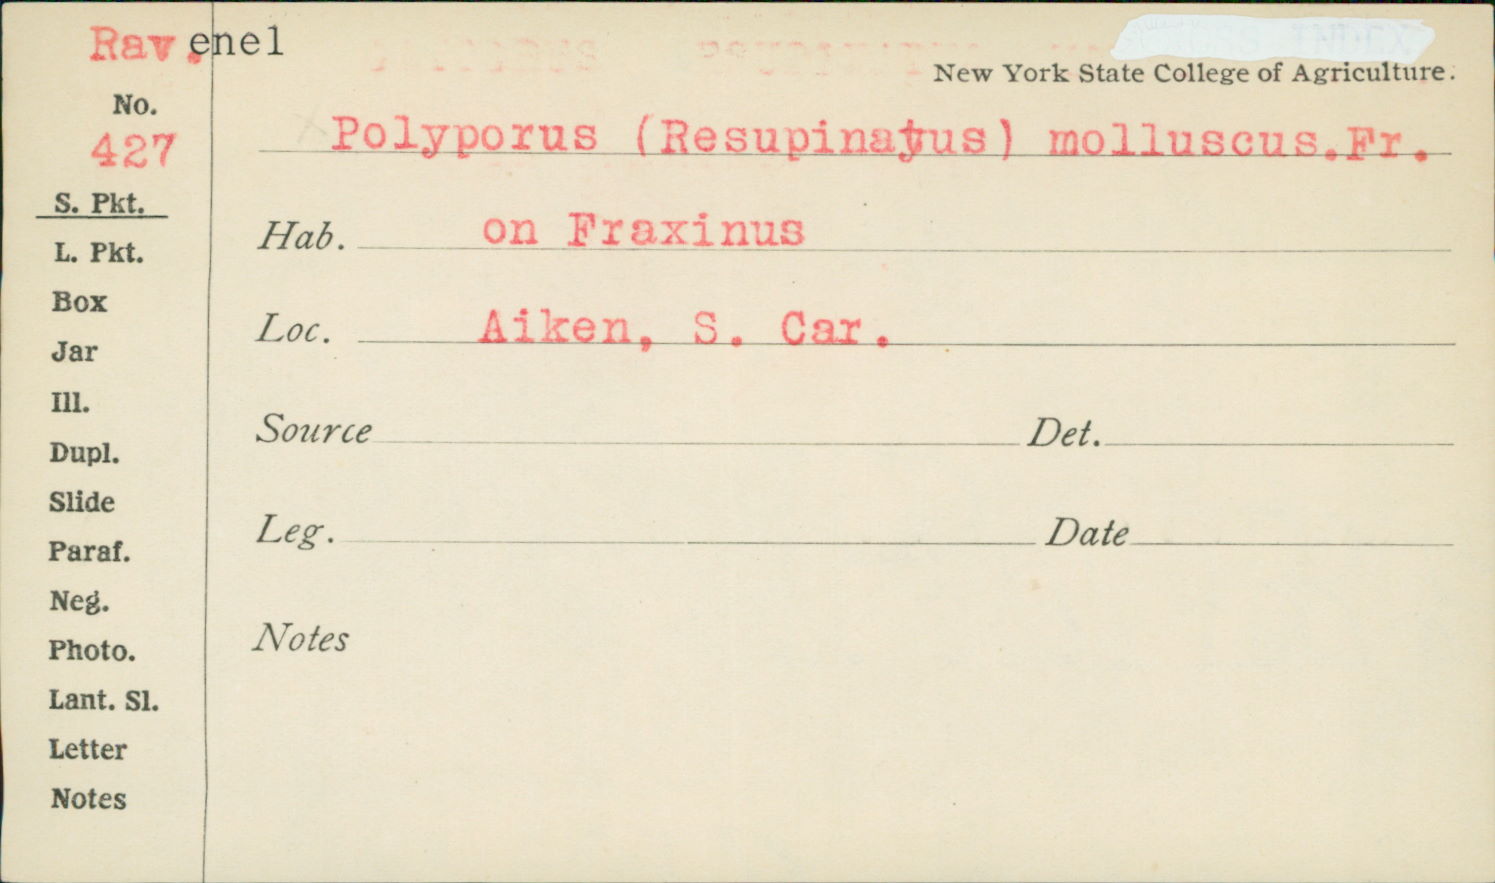 Rav.enel
New York State College of Agriculture.
No.
427
Polyporus (Resupinatus) molluscus.Fr.
S. Pkt.
Hab. on Fraxinus
L. Pkt.
Box
Loc. Aiken, S. Car.
Jar
Ill.
Source Det.
Dupl.
Slide
Leg. Date
Paraf.
Neg.
Notes
Photo.
Lant. Sl.
Letter
Notes